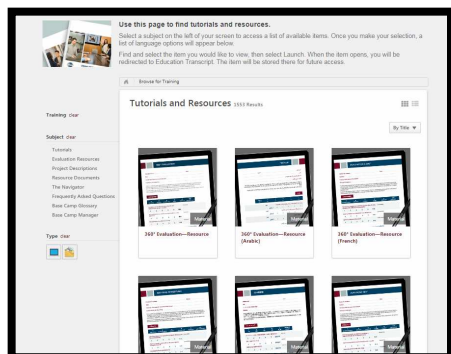 Use this page to find tutorials and resources.
Select a subject on the left of your screen to access a list of available items. Once you make your selection, a
list of language options will appear below.
Find and select the item you would like to view, then select Launch. When the item opens, you will be
redirected to Education Transcript. The item will be stored there for future access.
Browse for Training
Training clear
Tutorials and Resources 1553 Results
By Title
Subject clear
Tutorials
Evaluation Resources
Project Descriptions
Resource Documents
The Navigator
Frequently Asked Questions
Base Camp Glossary
Base Camp Manager
Type clear
Material
Material
Material
360° Evaluation—Resource
360° Evaluation—Resource
(Arabic)
360° Evaluation—Resource
(French)
Material
Material
Material